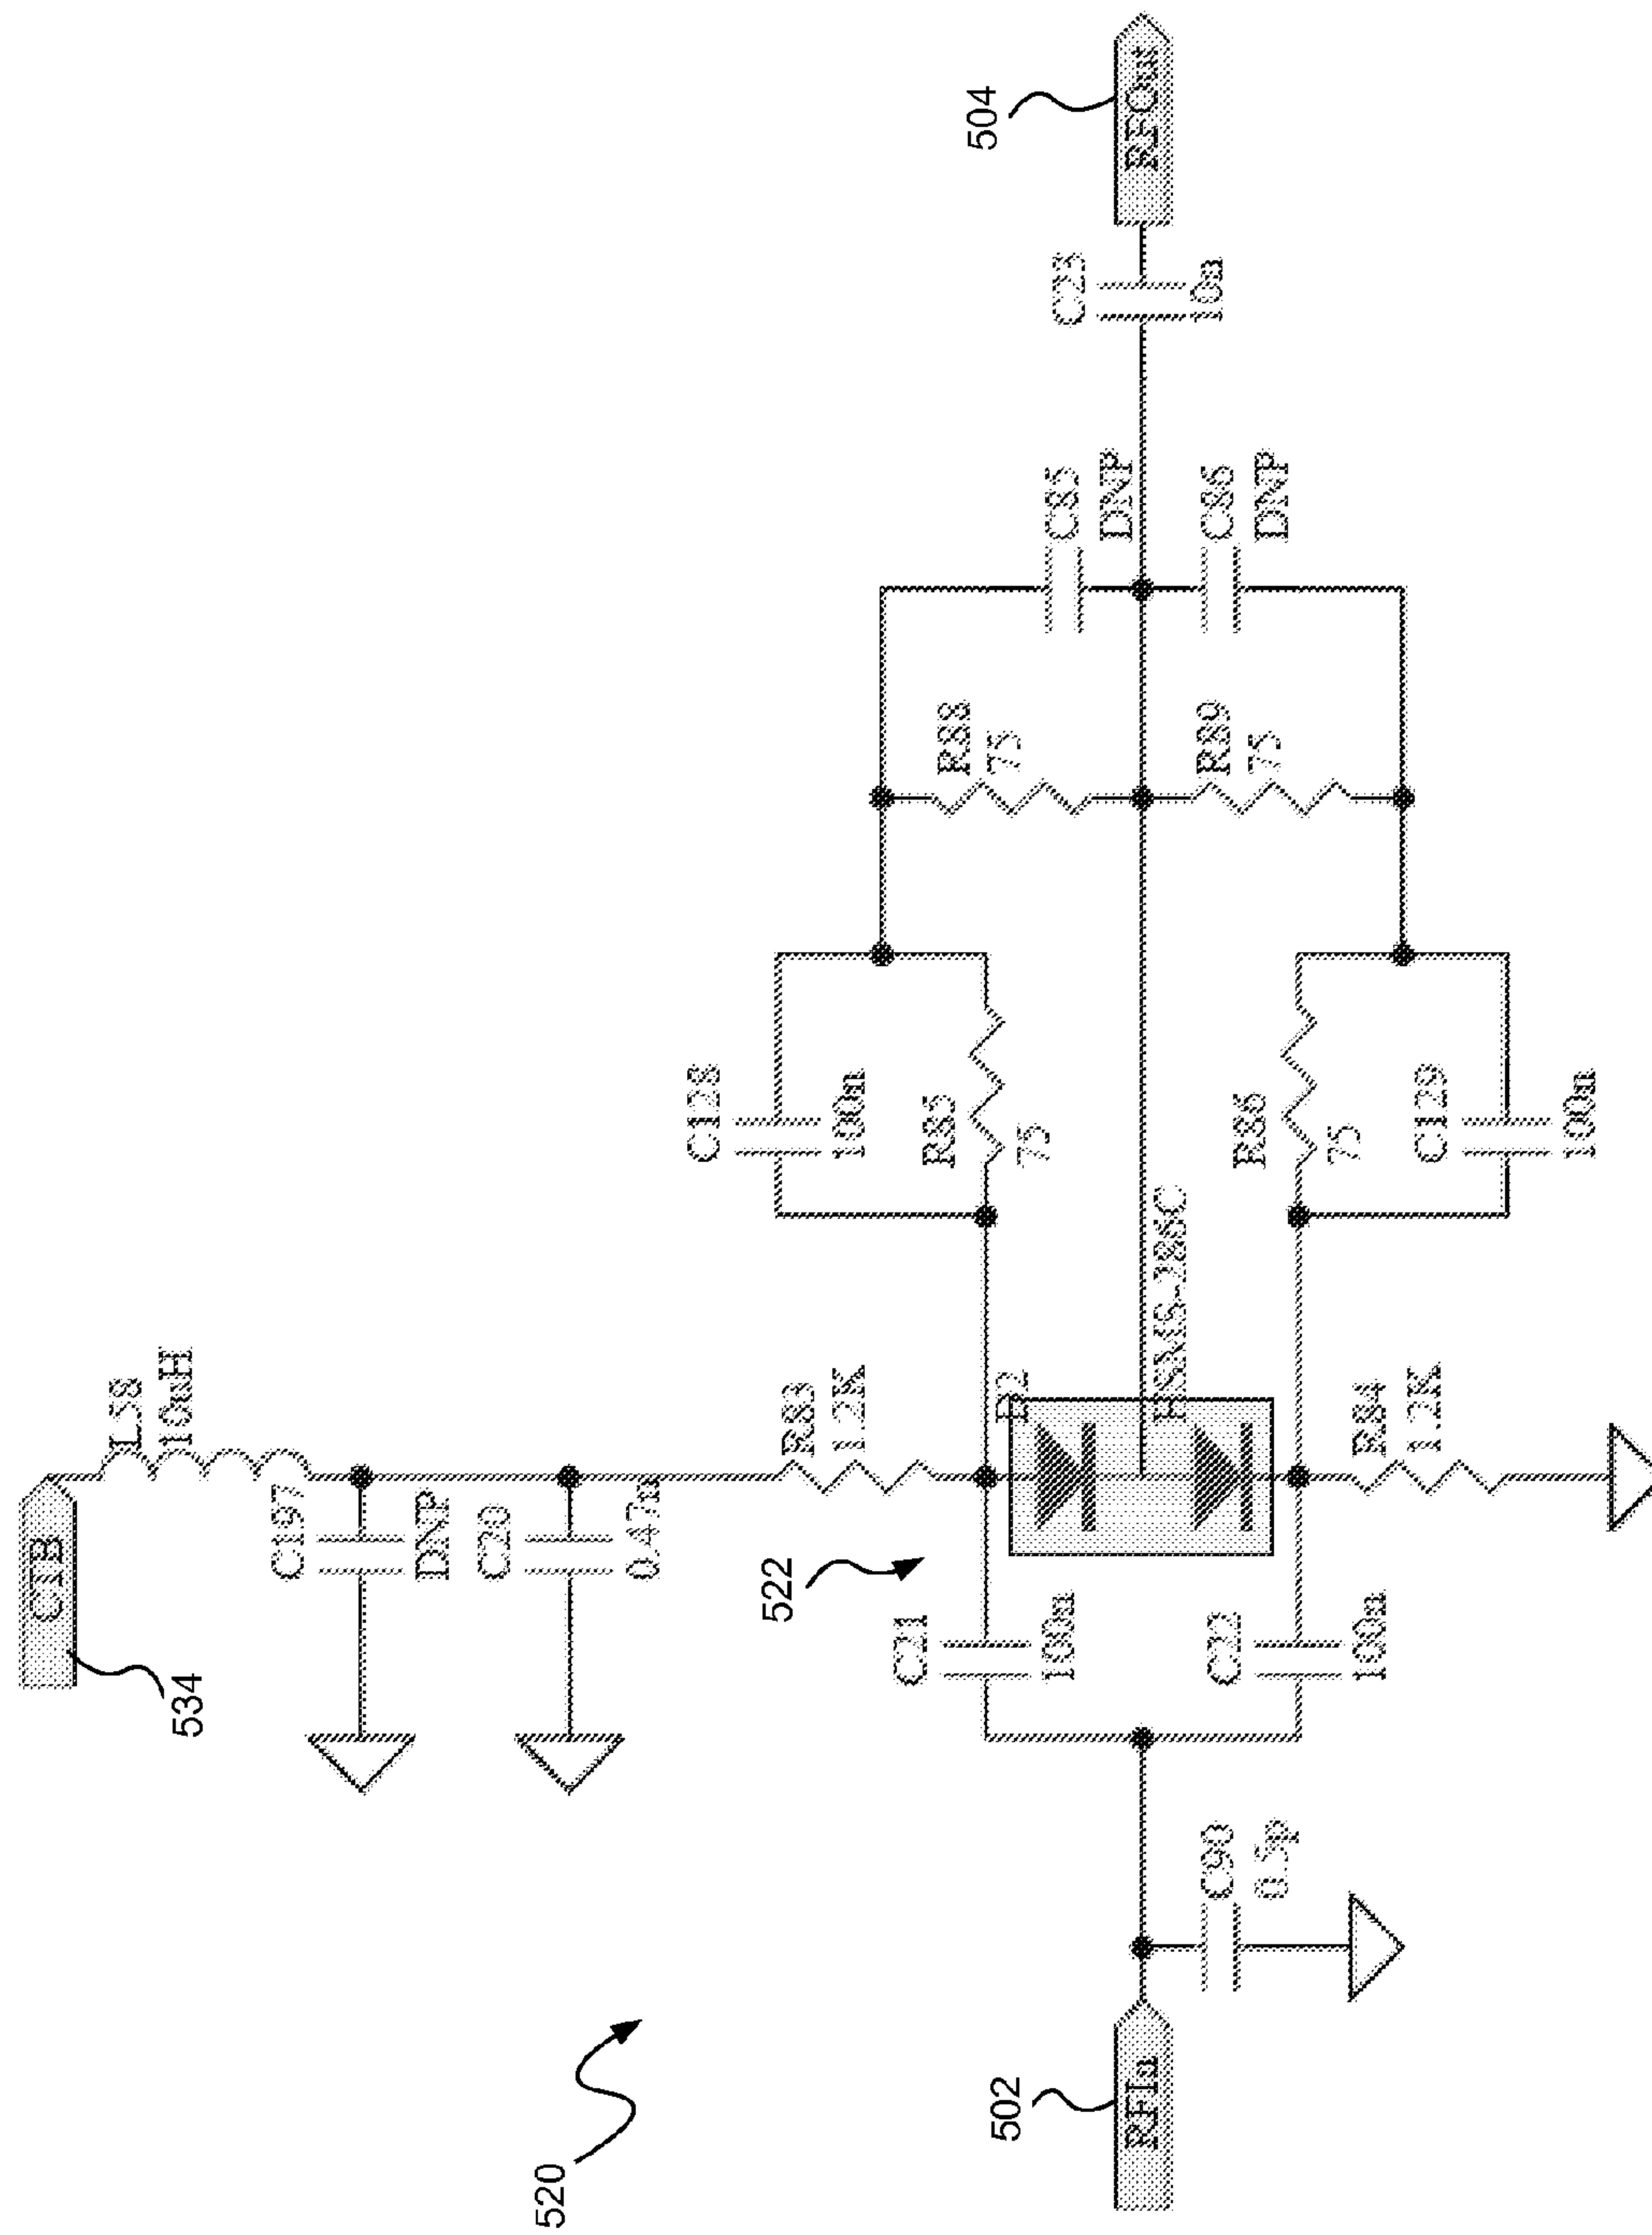 CTB
534
L58
10uH
C197
DNP
C20
0.47n
R83
1.2K
522
C21
100n
D2
HSMS-286C
C22
100n
R84
1.2K
C128
100n
R85
75
R86
75
C129
100n
R88
75
R89
75
C85
DNP
C86
DNP
C23
10n
504
RFOut
520
502
RFIn
C90
0.5p